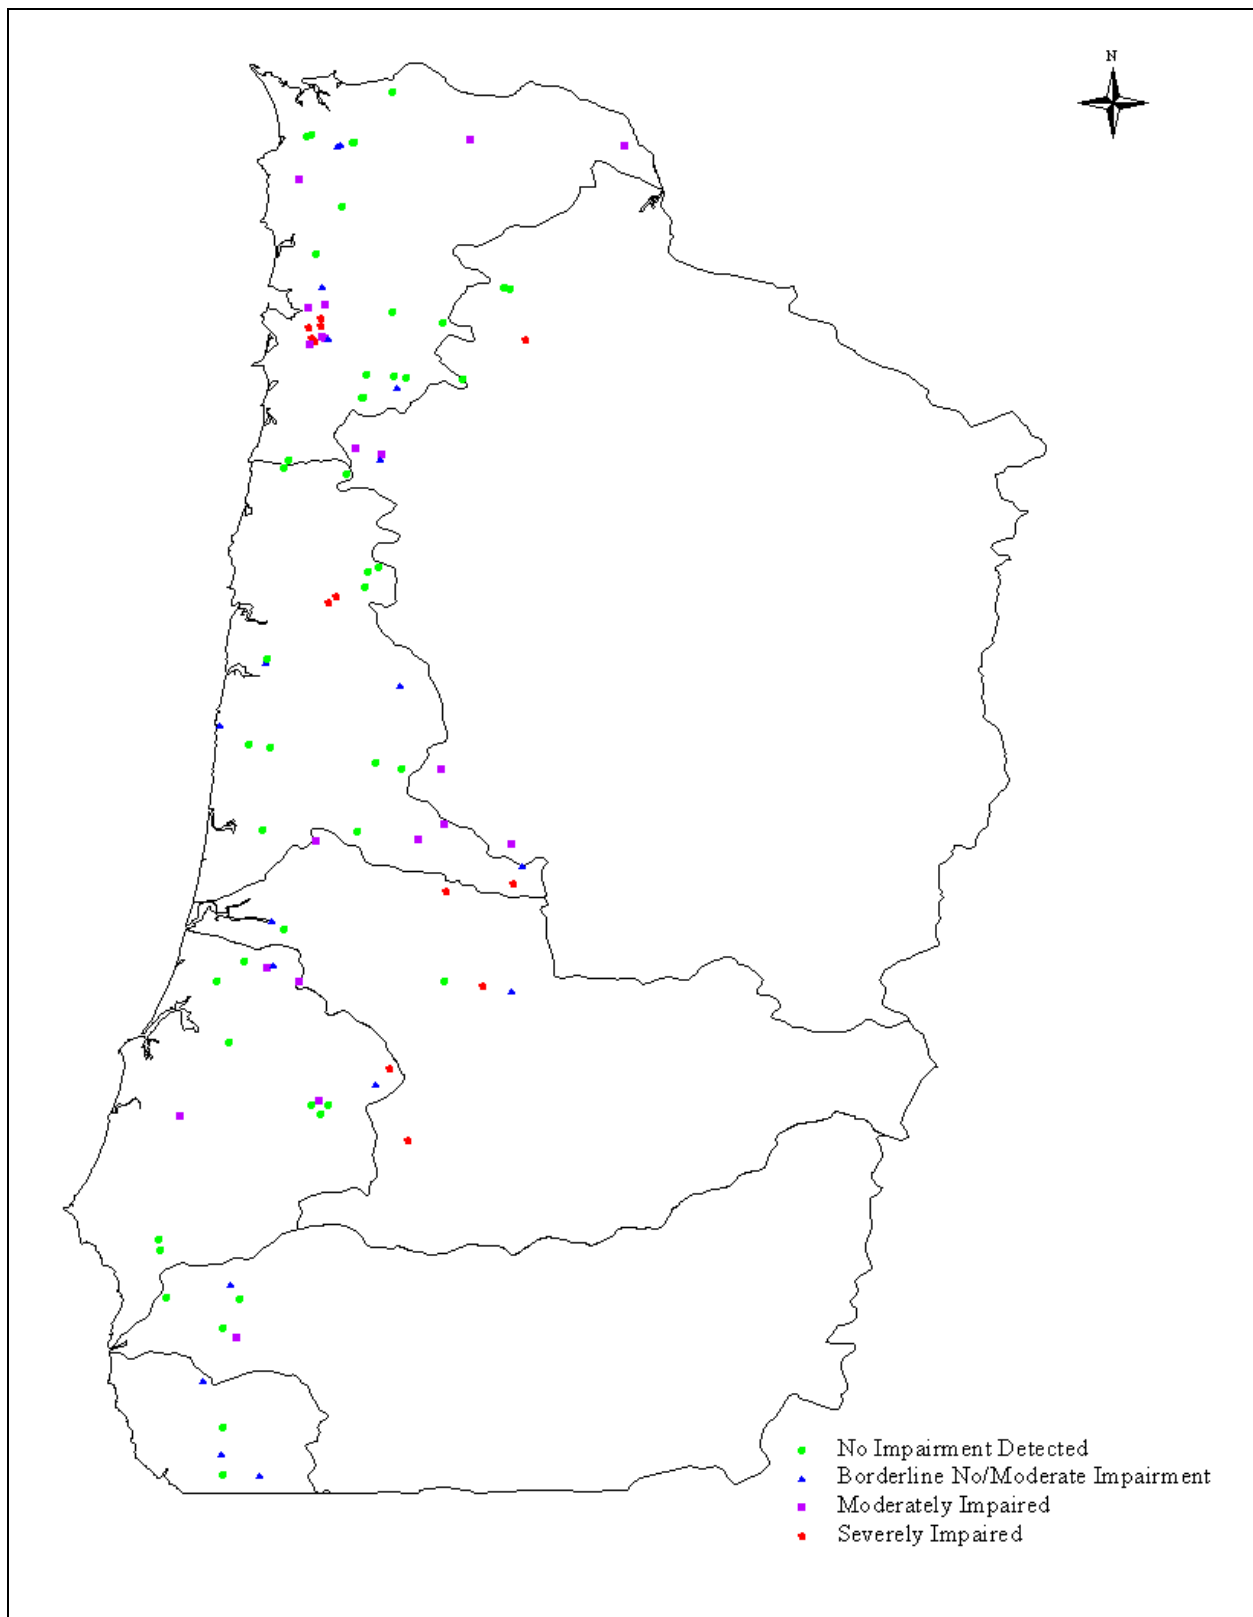 N
No Impairment Detected
Borderline No/Moderate Impairment
Moderately Impaired
Severely Impaired